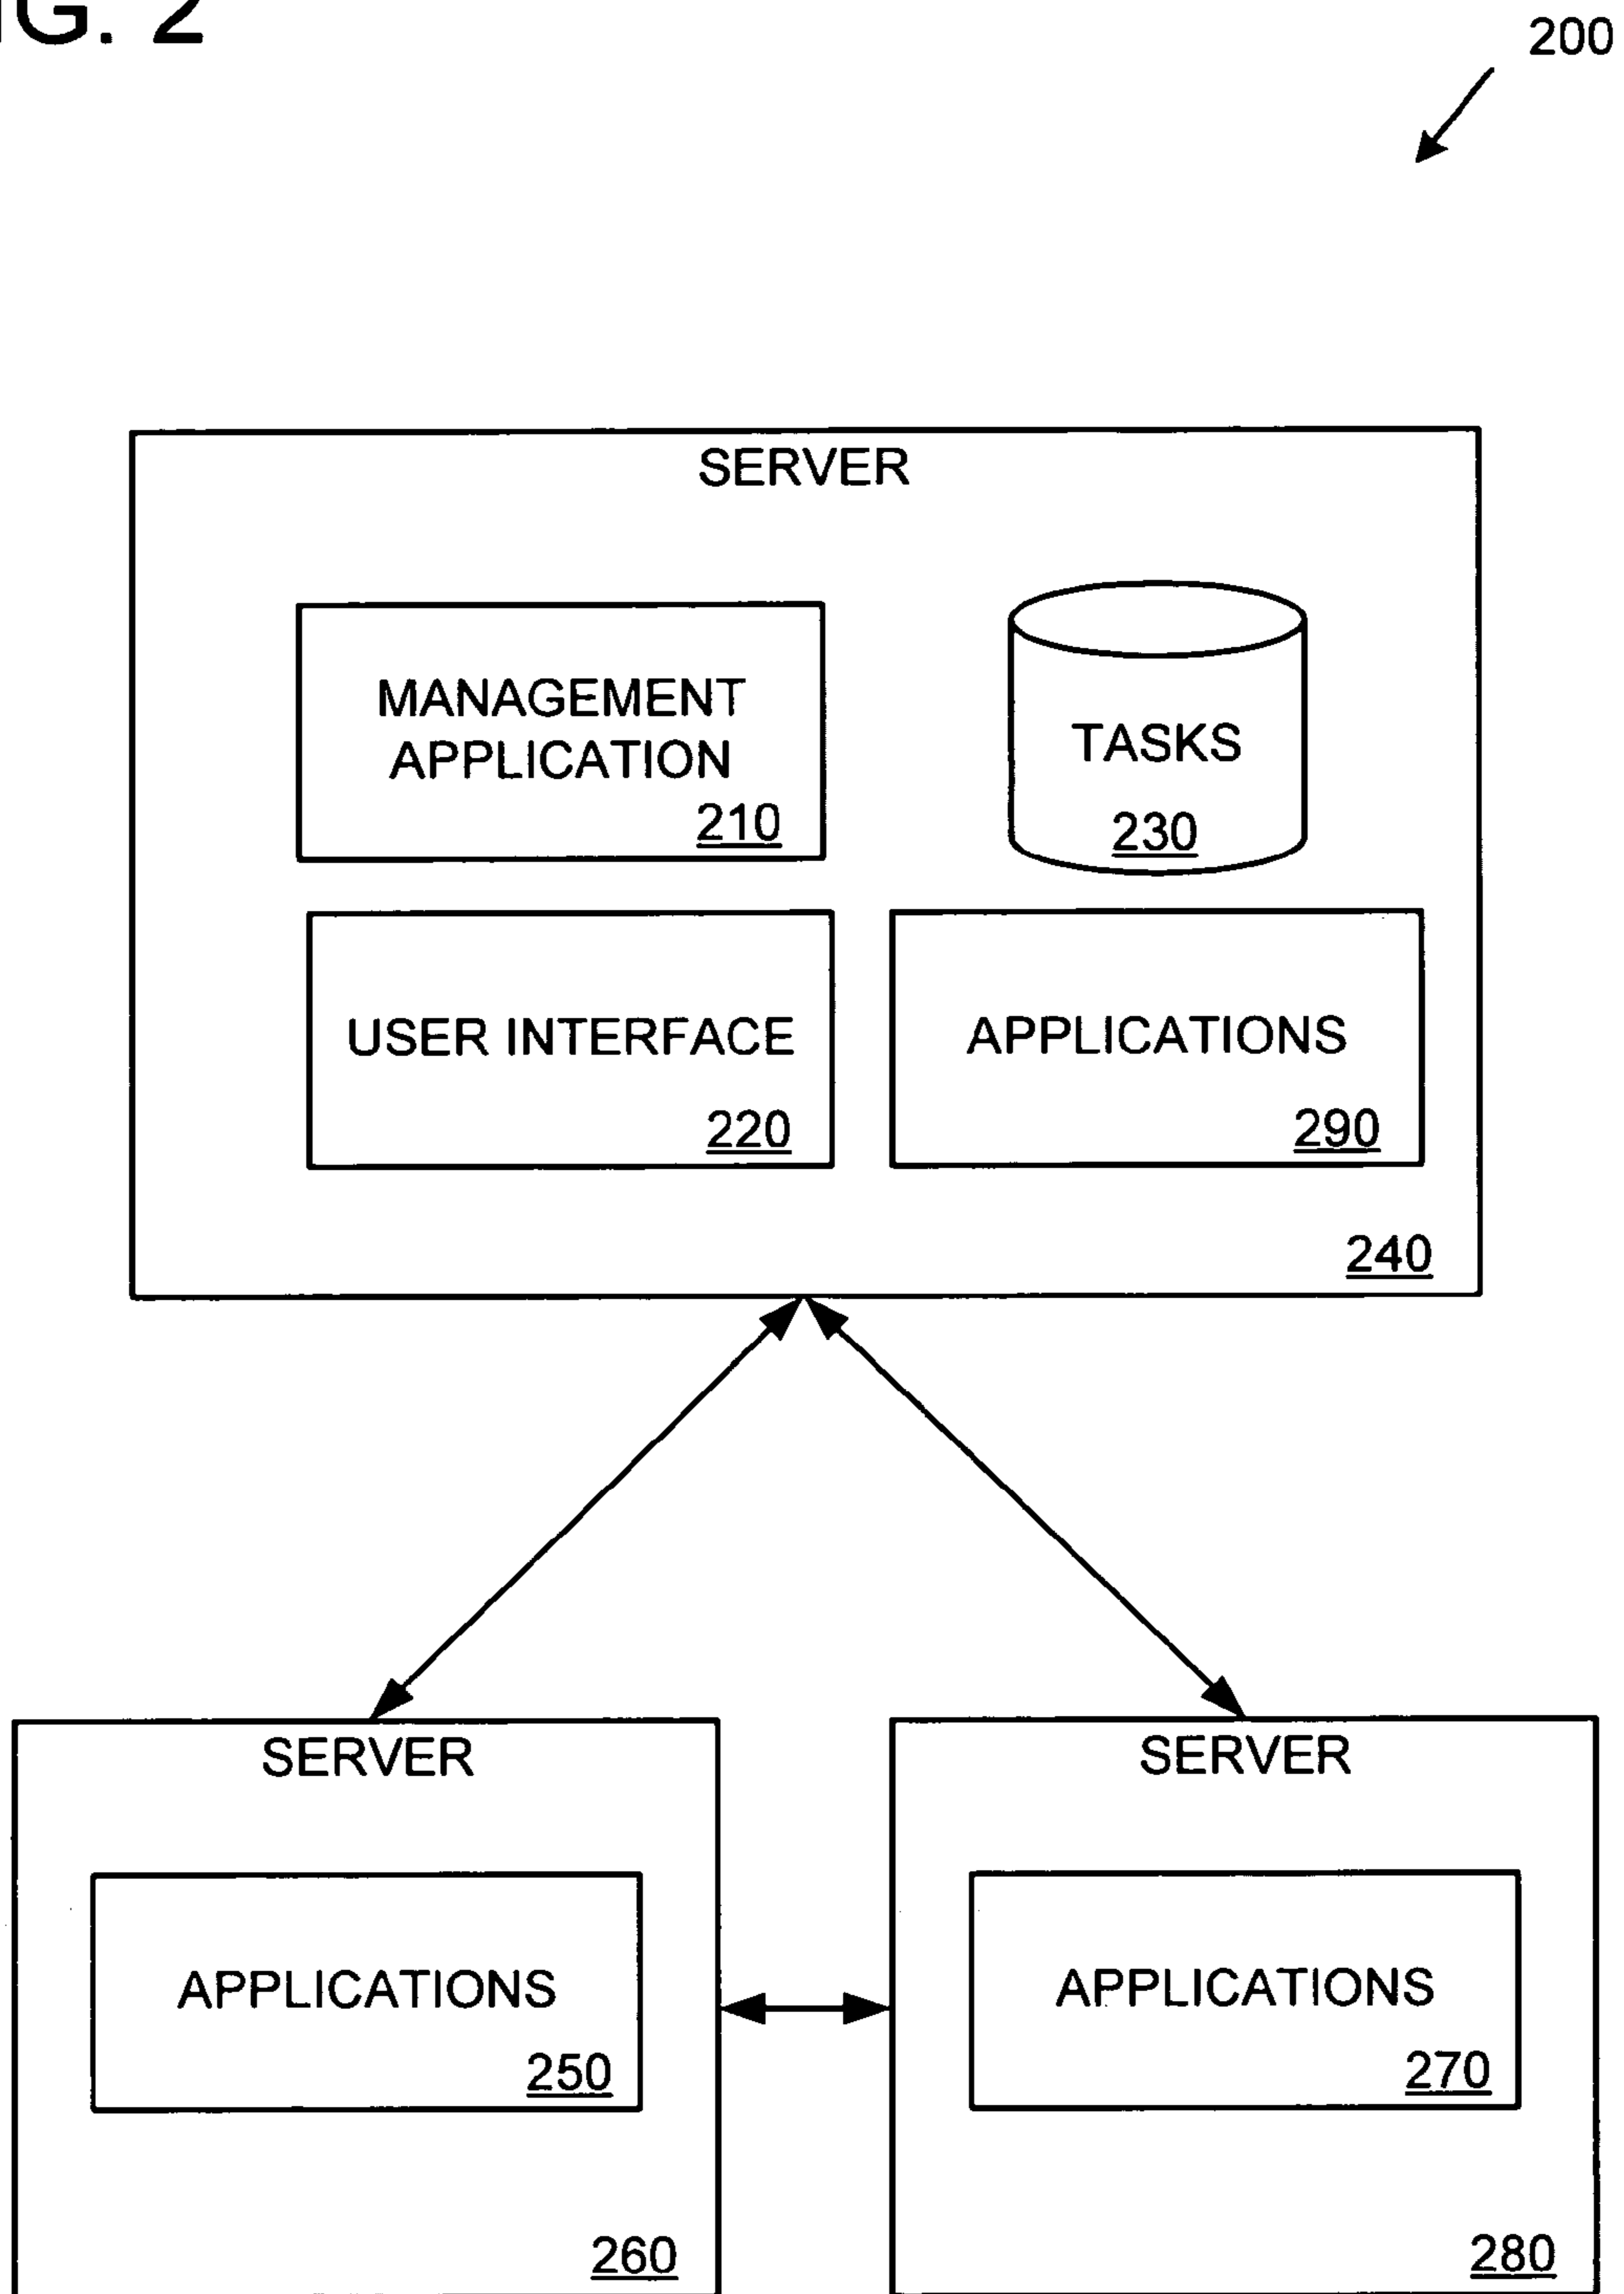 IG. 2
200
SERVER
MANAGEMENT
APPLICATION
210
TASKS
230
USER INTERFACE
220
APPLICATIONS
290
240
SERVER
APPLICATIONS
250
260
SERVER
APPLICATIONS
270
280